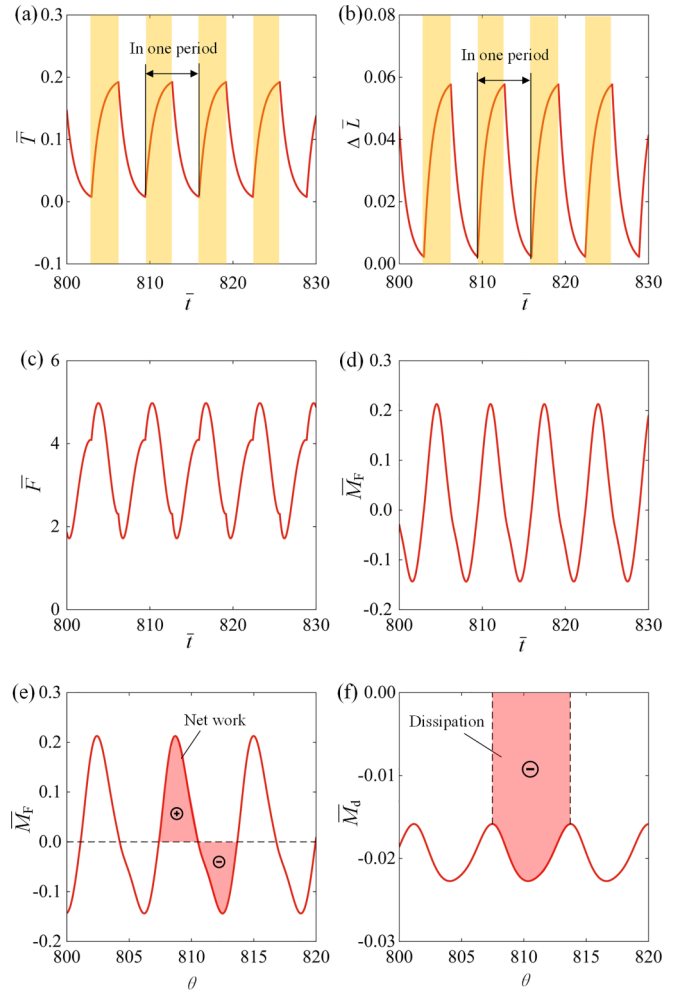 (a)
0.3
0.2
0.1
0.0
-0.1
T̅
In one period
800
810
820
830
t̅
(b)
0.08
0.06
0.04
0.02
0.00
Δ L̅
In one period
800
810
820
830
t̅
(c)
6
4
2
0
F̅
800
810
820
830
t̅
(d)
0.3
0.2
0.1
0.0
-0.1
-0.2
M̅F
800
810
820
830
t̅
(e)
0.3
0.2
0.1
0.0
-0.1
-0.2
M̅F
Net work
+
−
800
805
810
815
820
θ
(f)
0.00
-0.01
-0.02
-0.03
M̅d
Dissipation
−
800
805
810
815
820
θ